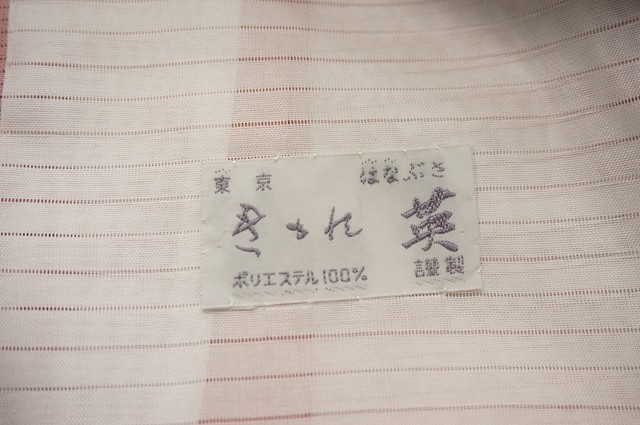 東京 はなぶさ
きもの 英
ポリエステル100% 謹製